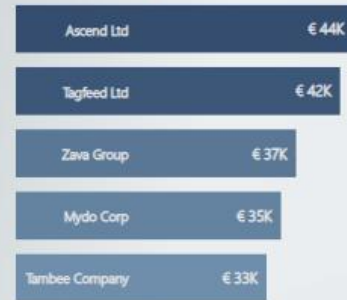 Ascend Ltd € 44K
Tagfeed Ltd € 42K
Zava Group € 37K
Mydo Corp € 35K
Tambee Company € 33K